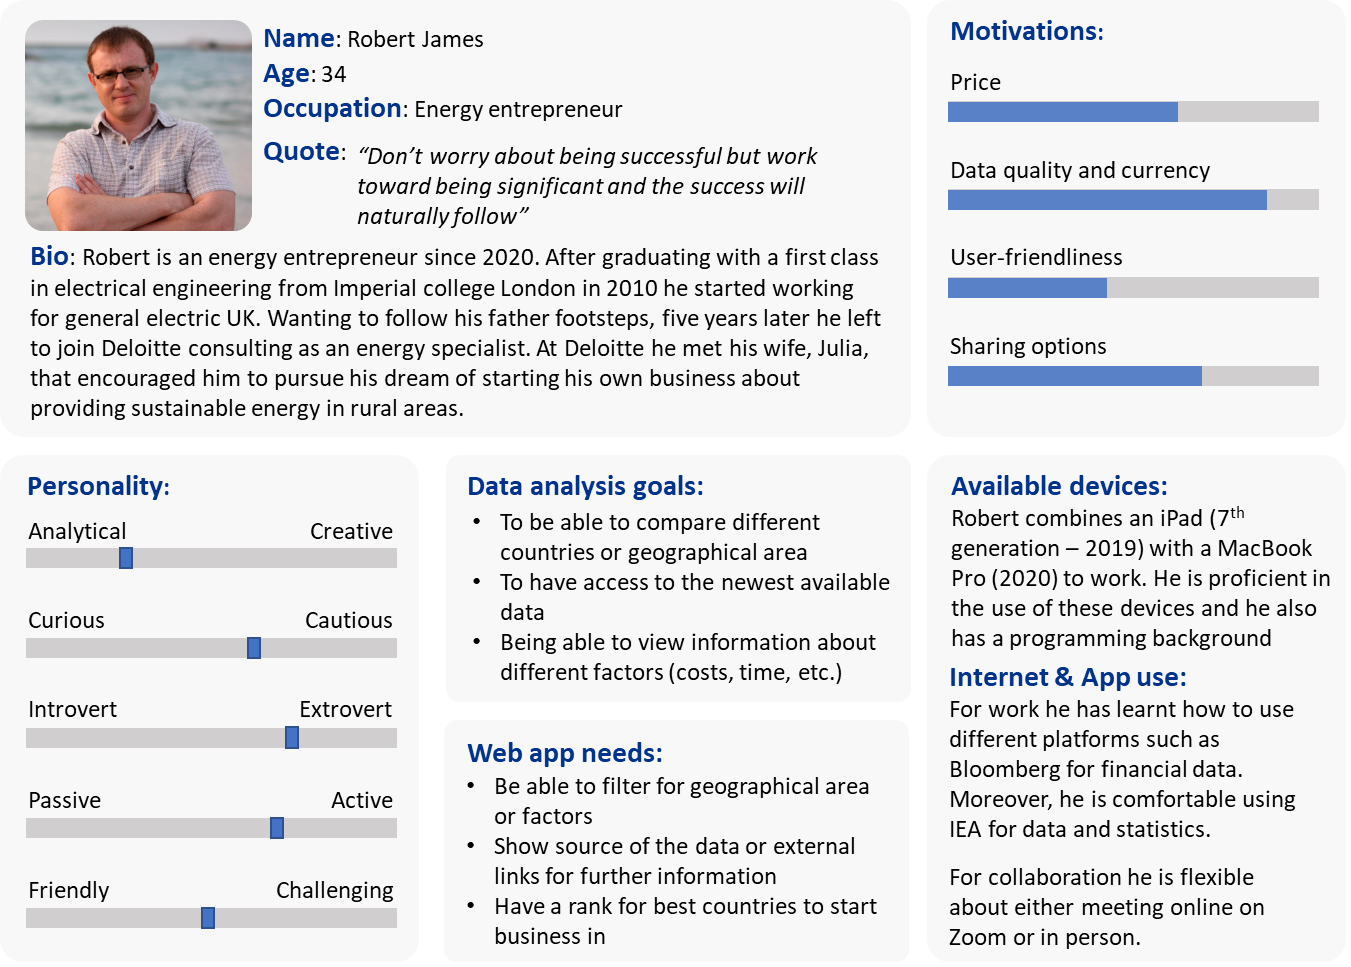 Name: Robert James
Age: 34
Occupation: Energy entrepreneur
Quote: “Don’t worry about being successful but work
toward being significant and the success will
naturally follow”
Bio: Robert is an energy entrepreneur since 2020. After graduating with a first class
in electrical engineering from Imperial college London in 2010 he started working
for general electric UK. Wanting to follow his father footsteps, five years later he left
to join Deloitte consulting as an energy specialist. At Deloitte he met his wife, Julia,
that encouraged him to pursue his dream of starting his own business about
providing sustainable energy in rural areas.
Motivations:
Price
Data quality and currency
User-friendliness
Sharing options
Personality:
Analytical Creative
Curious Cautious
Introvert Extrovert
Passive Active
Friendly Challenging
Data analysis goals:
• To be able to compare different
countries or geographical area
• To have access to the newest available
data
• Being able to view information about
different factors (costs, time, etc.)
Web app needs:
• Be able to filter for geographical area
or factors
• Show source of the data or external
links for further information
• Have a rank for best countries to start
business in
Available devices:
Robert combines an iPad (7th
generation – 2019) with a MacBook
Pro (2020) to work. He is proficient in
the use of these devices and he also
has a programming background
Internet & App use:
For work he has learnt how to use
different platforms such as
Bloomberg for financial data.
Moreover, he is comfortable using
IEA for data and statistics.
For collaboration he is flexible
about either meeting online on
Zoom or in person.